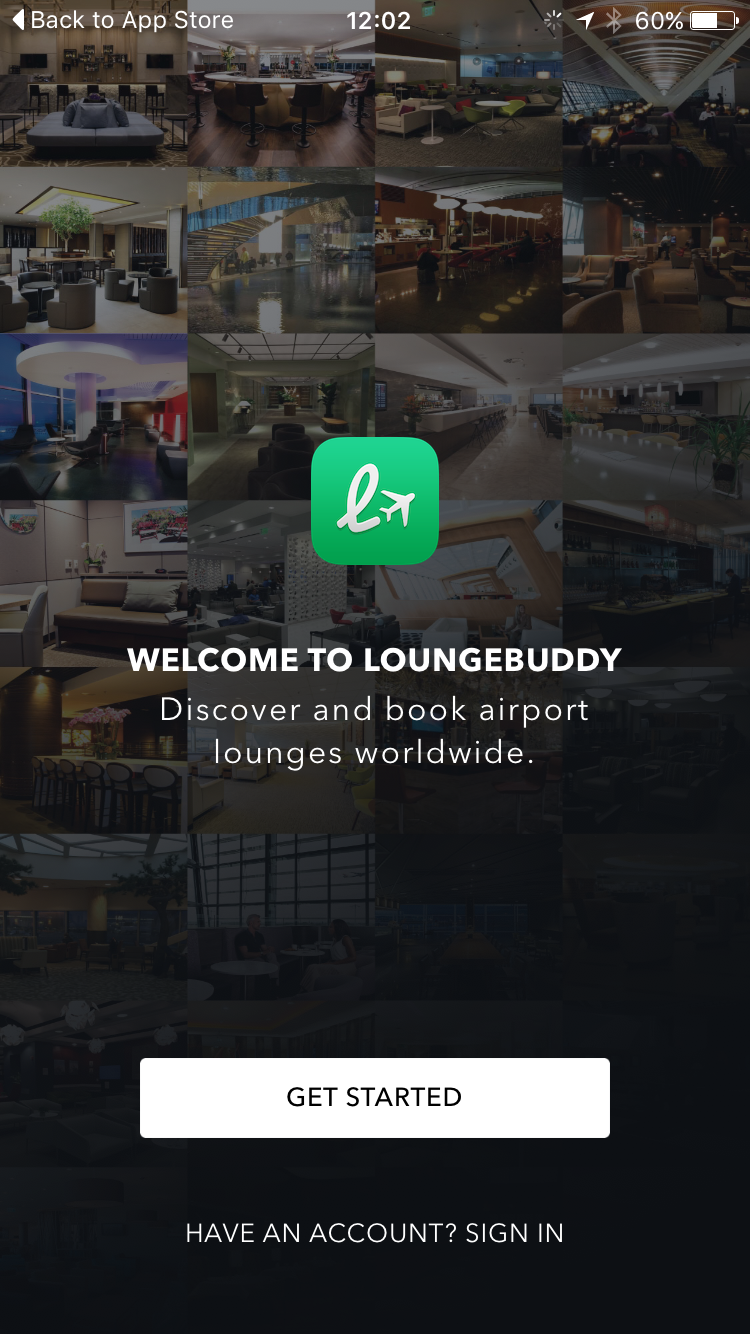 Back to App Store 12:02 60%
WELCOME TO LOUNGEBUDDY
Discover and book airport
lounges worldwide.
GET STARTED
HAVE AN ACCOUNT? SIGN IN